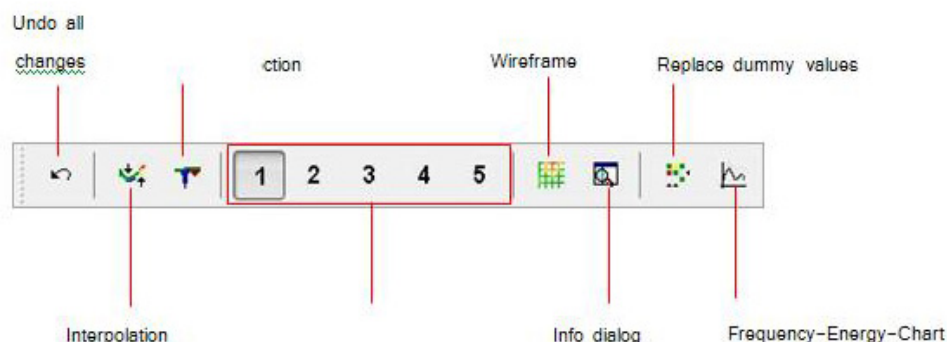 Undo all
changes
ction
Wireframe
Replace dummy values
1 2 3 4 5
Interpolation
Info dialog
Frequency-Energy-Chart